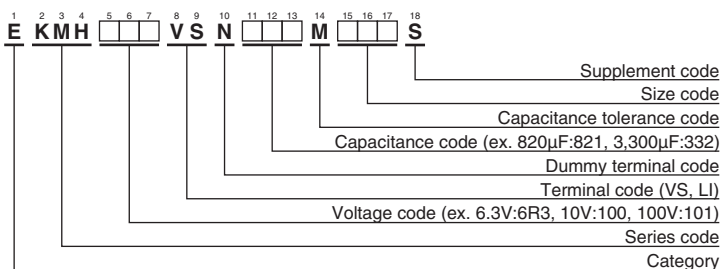 1 2 3 4 5 6 7 8 9 10 11 12 13 14 15 16 17 18
E KMH □□□ VS N □□□ M □□□ S
Supplement code
Size code
Capacitance tolerance code
Capacitance code (ex. 820μF:821, 3,300μF:332)
Dummy terminal code
Terminal code (VS, LI)
Voltage code (ex. 6.3V:6R3, 10V:100, 100V:101)
Series code
Category